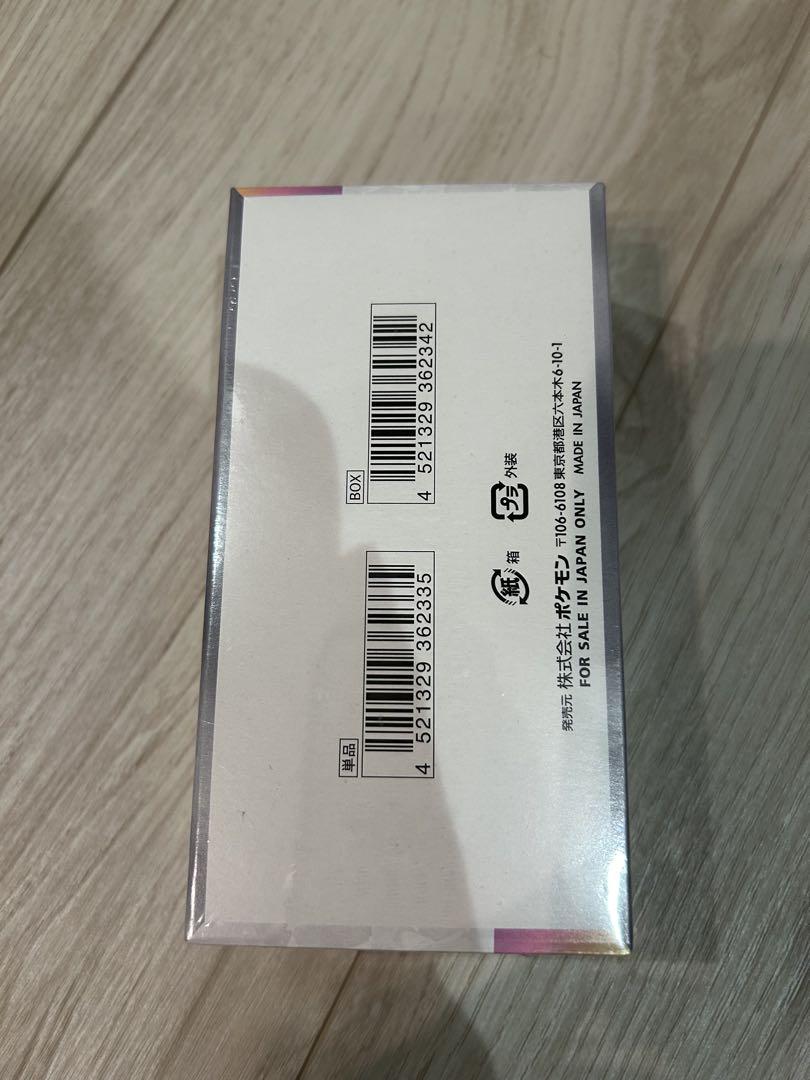 単品
4 521329 362335
BOX
4 521329 362342
紙 箱
プラ 外装
発売元 株式会社 ポケモン 〒106-6108 東京都港区六本木6-10-1
FOR SALE IN JAPAN ONLY MADE IN JAPAN